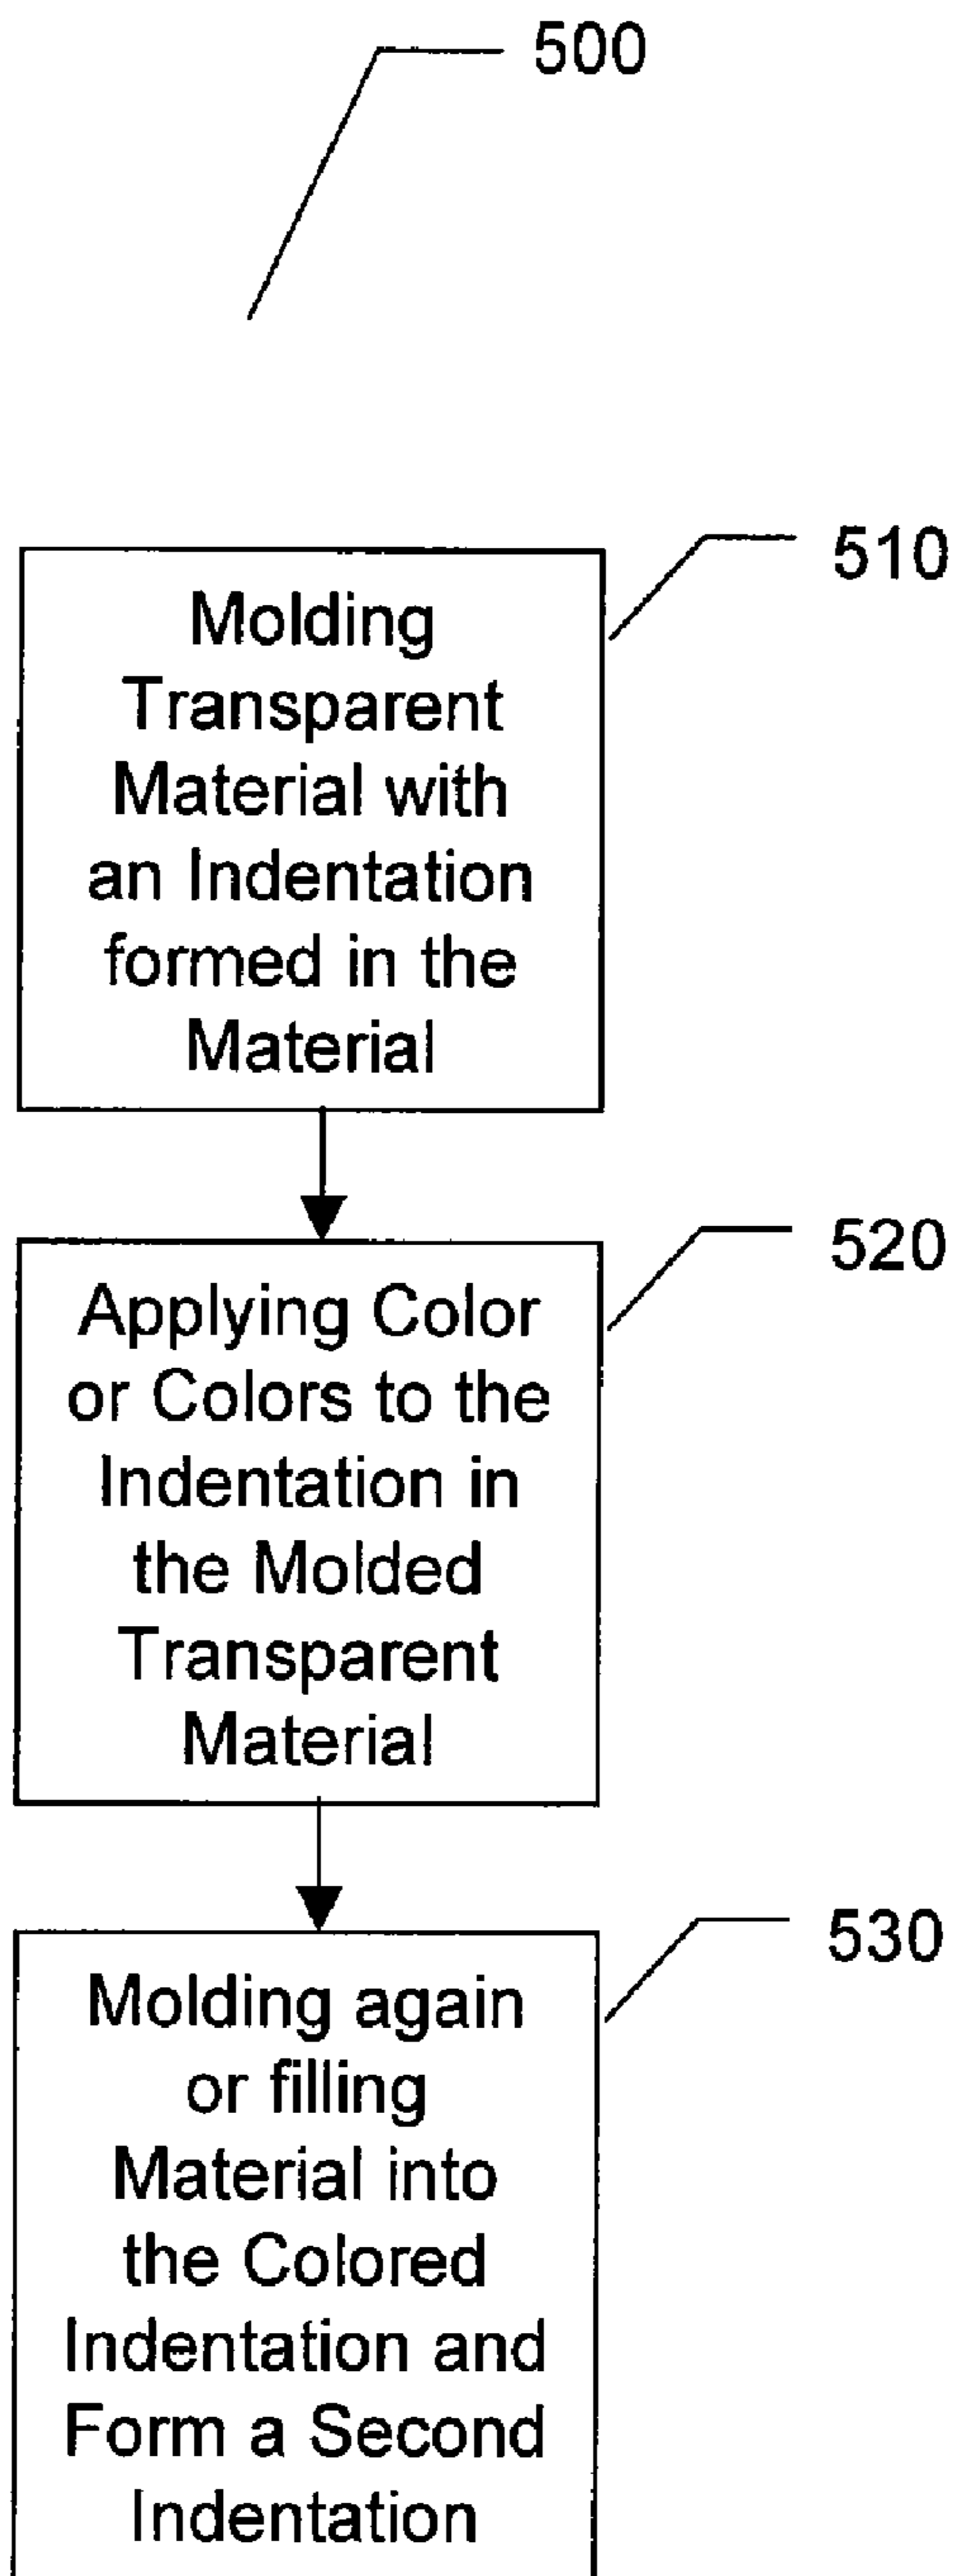 500
510
Molding
Transparent
Material with
an Indentation
formed in the
Material
520
Applying Color
or Colors to the
Indentation in
the Molded
Transparent
Material
530
Molding again
or filling
Material into
the Colored
Indentation and
Form a Second
Indentation